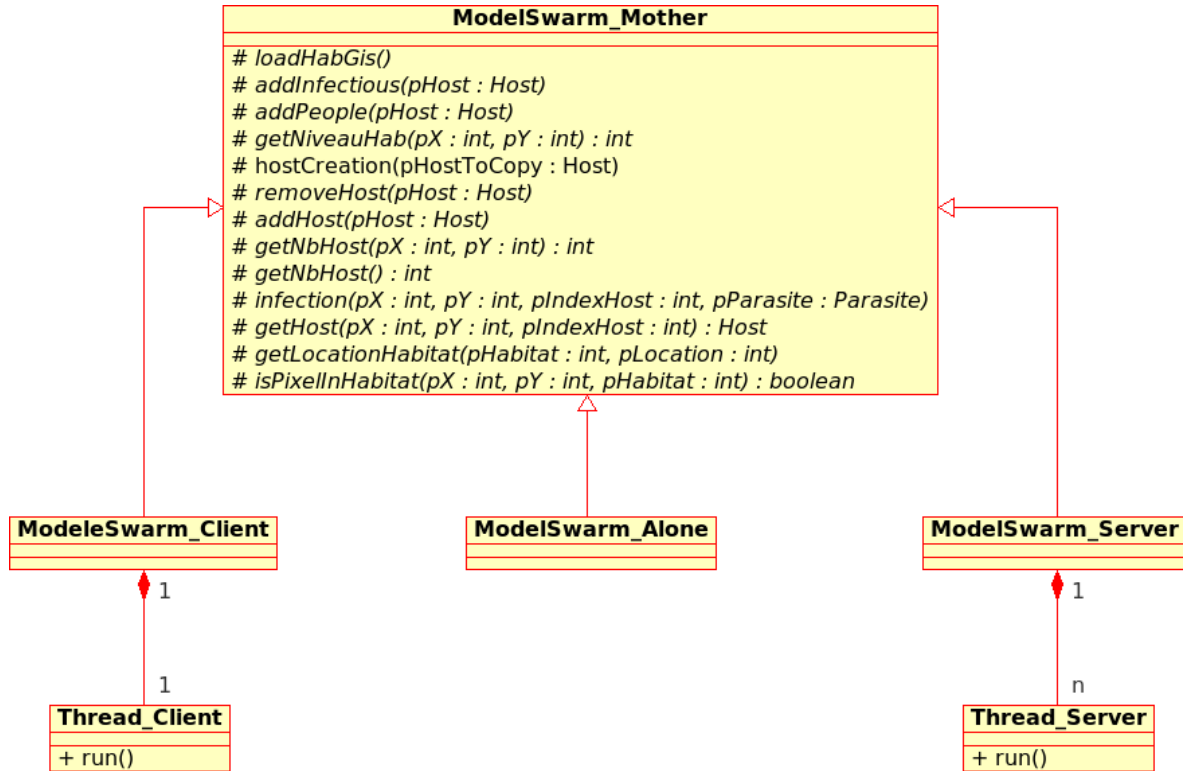 ModelSwarm_Mother
# loadHabGis()
# addInfectious(pHost : Host)
# addPeople(pHost : Host)
# getNiveauHab(pX : int, pY : int) : int
# hostCreation(pHostToCopy : Host)
# removeHost(pHost : Host)
# addHost(pHost : Host)
# getNbHost(pX : int, pY : int) : int
# getNbHost() : int
# infection(pX : int, pY : int, pIndexHost : int, pParasite : Parasite)
# getHost(pX : int, pY : int, pIndexHost : int) : Host
# getLocationHabitat(pHabitat : int, pLocation : int)
# isPixelInHabitat(pX : int, pY : int, pHabitat : int) : boolean
ModeleSwarm_Client
ModelSwarm_Alone
ModelSwarm_Server
1
1
1
n
Thread_Client
+ run()
Thread_Server
+ run()